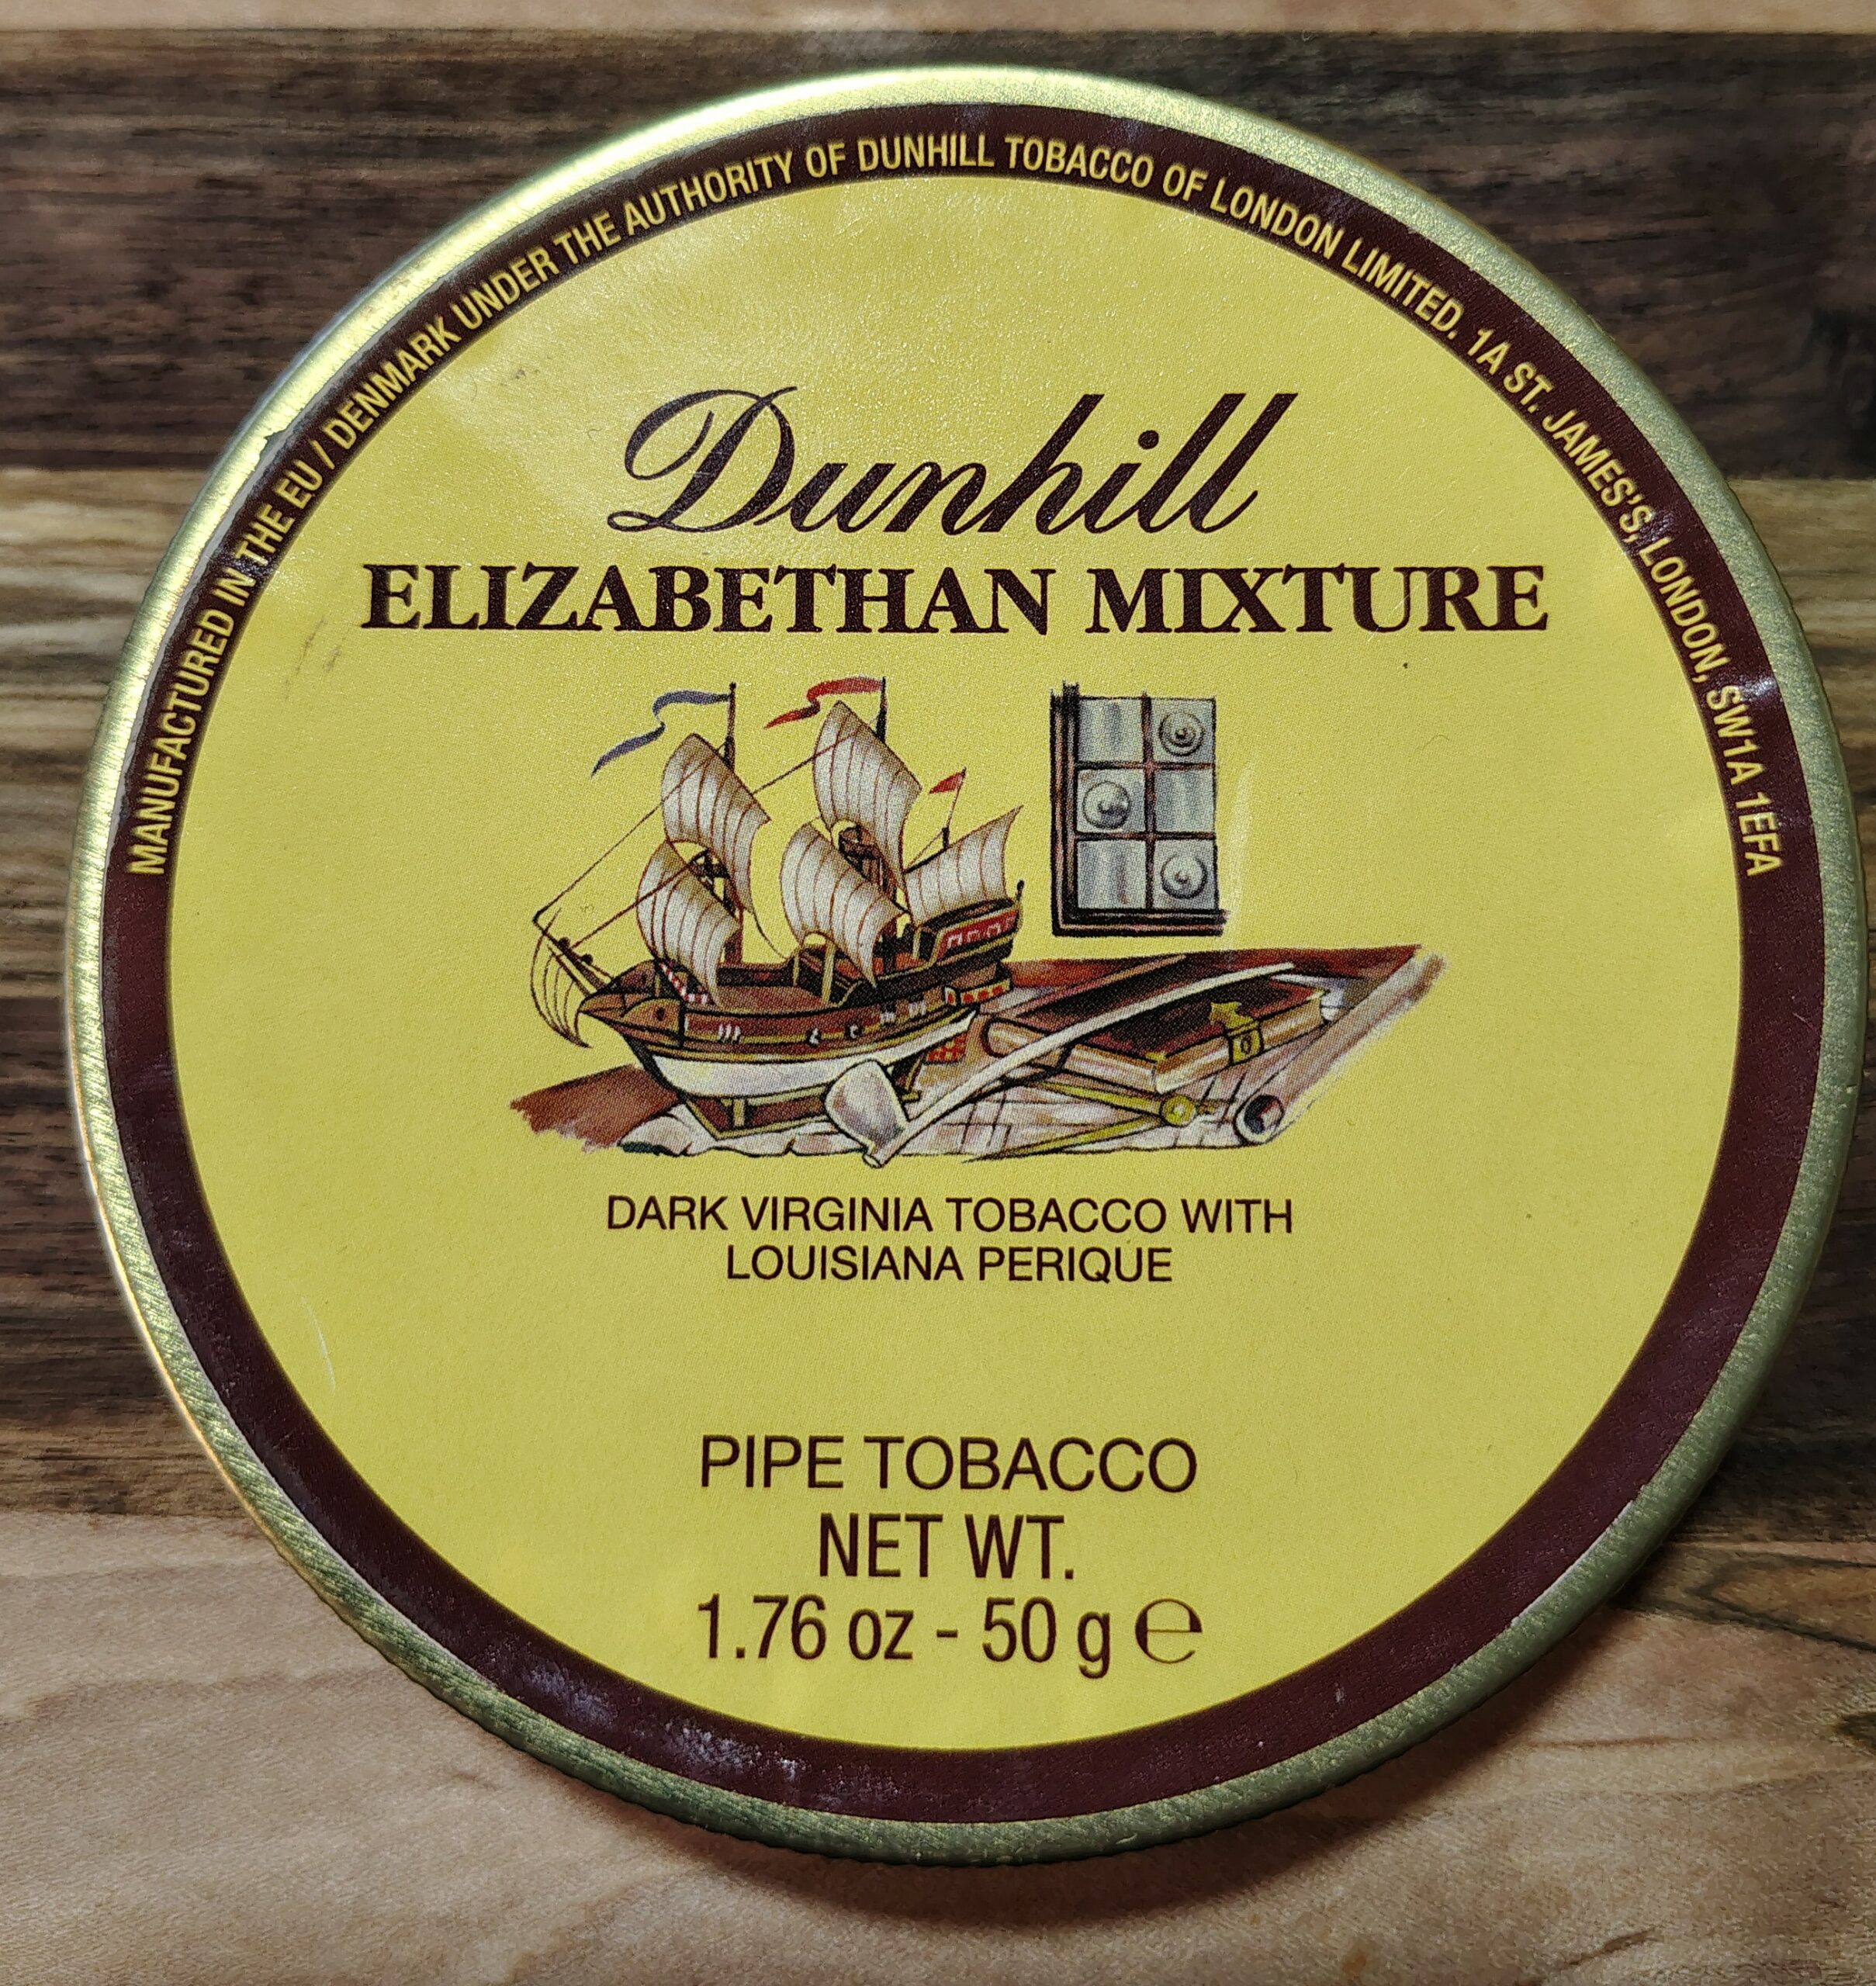 MANUFACTURED IN THE EU / DENMARK UNDER THE AUTHORITY OF DUNHILL TOBACCO OF LONDON LIMITED. 1A ST. JAMES'S, LONDON, SW1A 1EFA
Dunhill
ELIZABETHAN MIXTURE
DARK VIRGINIA TOBACCO WITH
LOUISIANA PERIQUE
PIPE TOBACCO
NET WT.
1.76 oz - 50 g ℮